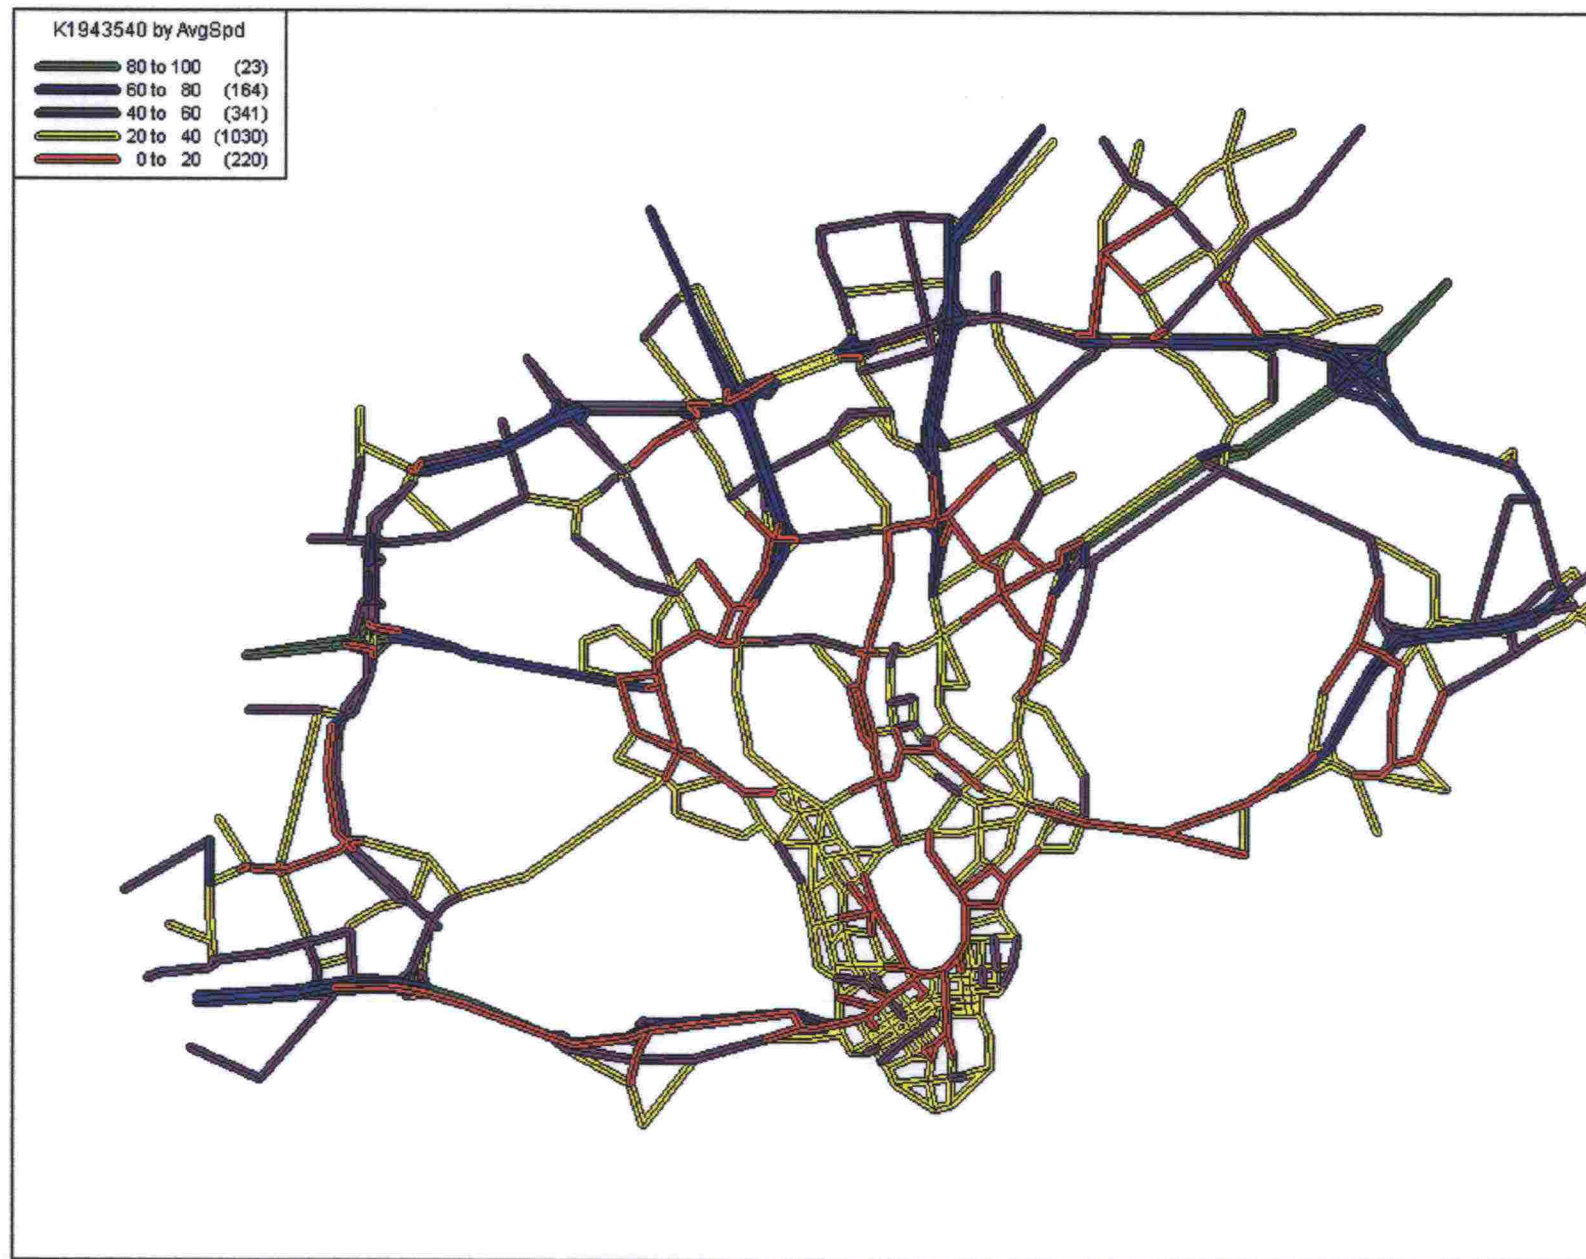 K1943540 by AvgSpd
80 to 100 (23)
60 to 80 (164)
40 to 60 (341)
20 to 40 (1030)
0 to 20 (220)